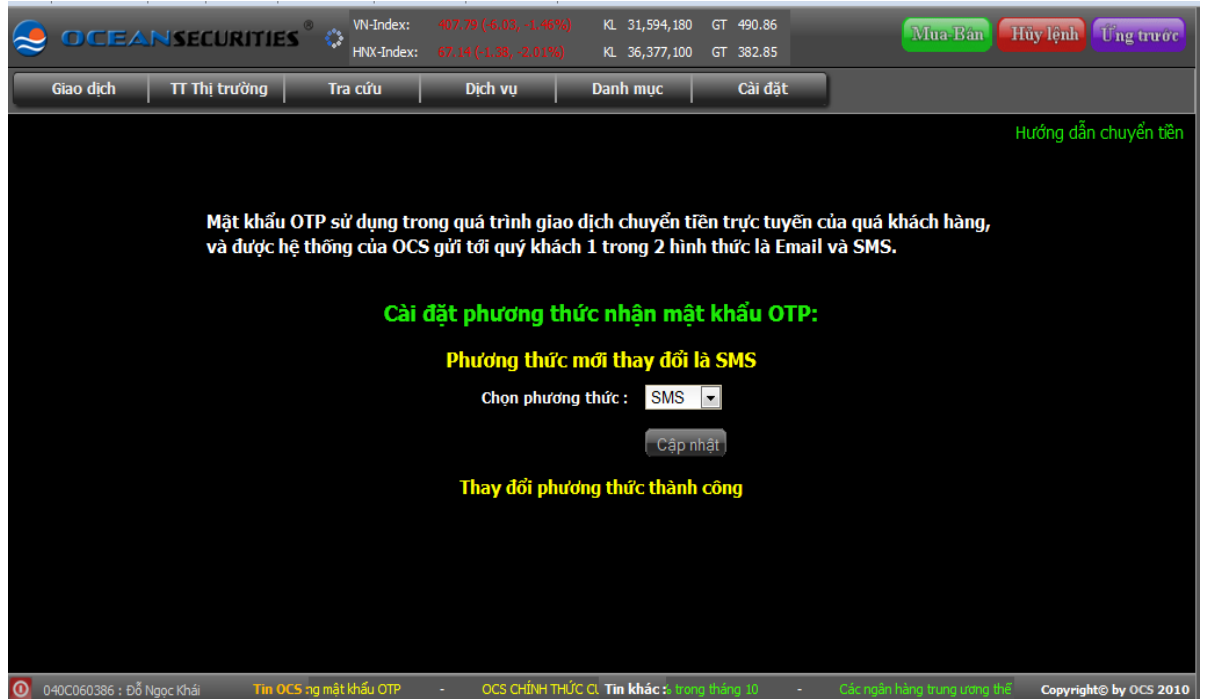 OCEANSECURITIES®
VN-Index: 407.79 (-6.03, -1.46%) KL 31,594,180 GT 490.86
HNX-Index: 67.14 (-1.38, -2.01%) KL 36,377,100 GT 382.85
Mua-Bán Hủy lệnh Ứng trước
Giao dịch TT Thị trường Tra cứu Dịch vụ Danh mục Cài đặt
Hướng dẫn chuyển tiền
Mật khẩu OTP sử dụng trong quá trình giao dịch chuyển tiền trực tuyến của quá khách hàng,
và được hệ thống của OCS gửi tới quý khách 1 trong 2 hình thức là Email và SMS.
Cài đặt phương thức nhận mật khẩu OTP:
Phương thức mới thay đổi là SMS
Chọn phương thức : SMS
Cập nhật
Thay đổi phương thức thành công
040C060386 : Đỗ Ngọc Khái Tin OCS ng mật khẩu OTP - OCS CHÍNH THỨC Tin khác : trong tháng 10 - Các ngân hàng trung ương thế Copyright© by OCS 2010